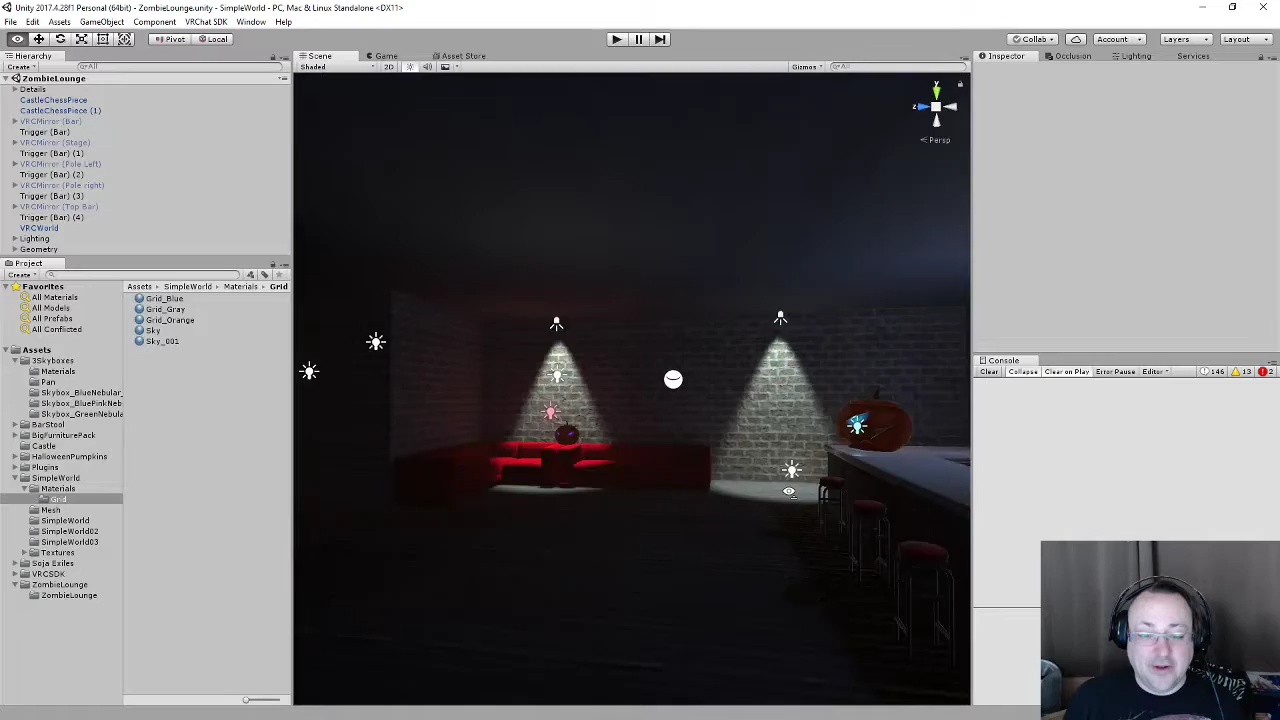 Unity 2017.4.28f1 Personal (64bit) - ZombieLounge.unity - SimpleWorld - PC, Mac & Linux Standalone <DX11>
File Edit Assets GameObject Component VRChat SDK Window Help
Pivot Local Collab Account Layers Layout
Hierarchy
Create All
ZombieLounge
Details
CastleChessPiece
CastleChessPiece (1)
VRCMirror (Bar)
Trigger (Bar)
VRCMirror (Stage)
Trigger (Bar) (1)
VRCMirror (Pole Left)
Trigger (Bar) (2)
VRCMirror (Pole right)
Trigger (Bar) (3)
VRCMirror (Top Bar)
Trigger (Bar) (4)
VRCWorld
Lighting
Geometry
Project
Create
Favorites
All Materials
All Models
All Prefabs
All Conflicted
Assets
3Skyboxes
Materials
Pan
Skybox_BlueNebular_
Skybox_BluePinkNeb
Skybox_GreenNebula
BarStool
BigFurniturePack
Castle
HalloweenPumpkins
Plugins
SimpleWorld
Materials
Grid
Mesh
SimpleWorld
SimpleWorld02
SimpleWorld03
Textures
Soja Exiles
VRCSDK
ZombieLounge
ZombieLounge
Assets SimpleWorld Materials Grid
Grid_Blue
Grid_Gray
Grid_Orange
Sky
Sky_001
Scene Game Asset Store
Shaded 2D Gizmos All
y
z
Persp
Inspector Occlusion Lighting Services
Console
Clear Collapse Clear on Play Error Pause Editor 146 13 2